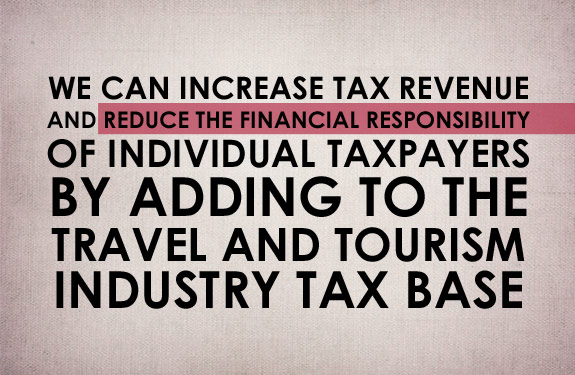 WE CAN INCREASE TAX REVENUE
AND REDUCE THE FINANCIAL RESPONSIBILITY
OF INDIVIDUAL TAXPAYERS
BY ADDING TO THE
TRAVEL AND TOURISM
INDUSTRY TAX BASE